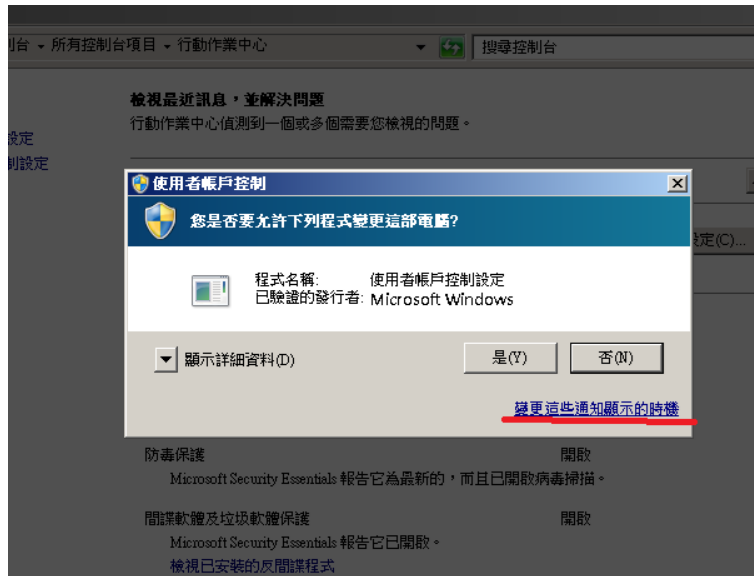 制台 ▾ 所有控制台項目 ▾ 行動作業中心
搜尋控制台
檢視最近訊息，並解決問題
行動作業中心偵測到一個或多個需要您檢視的問題。
設定
制設定
使用者帳戶控制
您是否要允許下列程式變更這部電腦?
設定(C)...
程式名稱: 使用者帳戶控制設定
已驗證的發行者: Microsoft Windows
顯示詳細資料(D)
是(Y)
否(N)
變更這些通知顯示的時機
防毒保護
開啟
Microsoft Security Essentials 報告它為最新的，而且已開啟病毒掃描。
間諜軟體及垃圾軟體保護
開啟
Microsoft Security Essentials 報告它已開啟。
檢視已安裝的反間諜程式